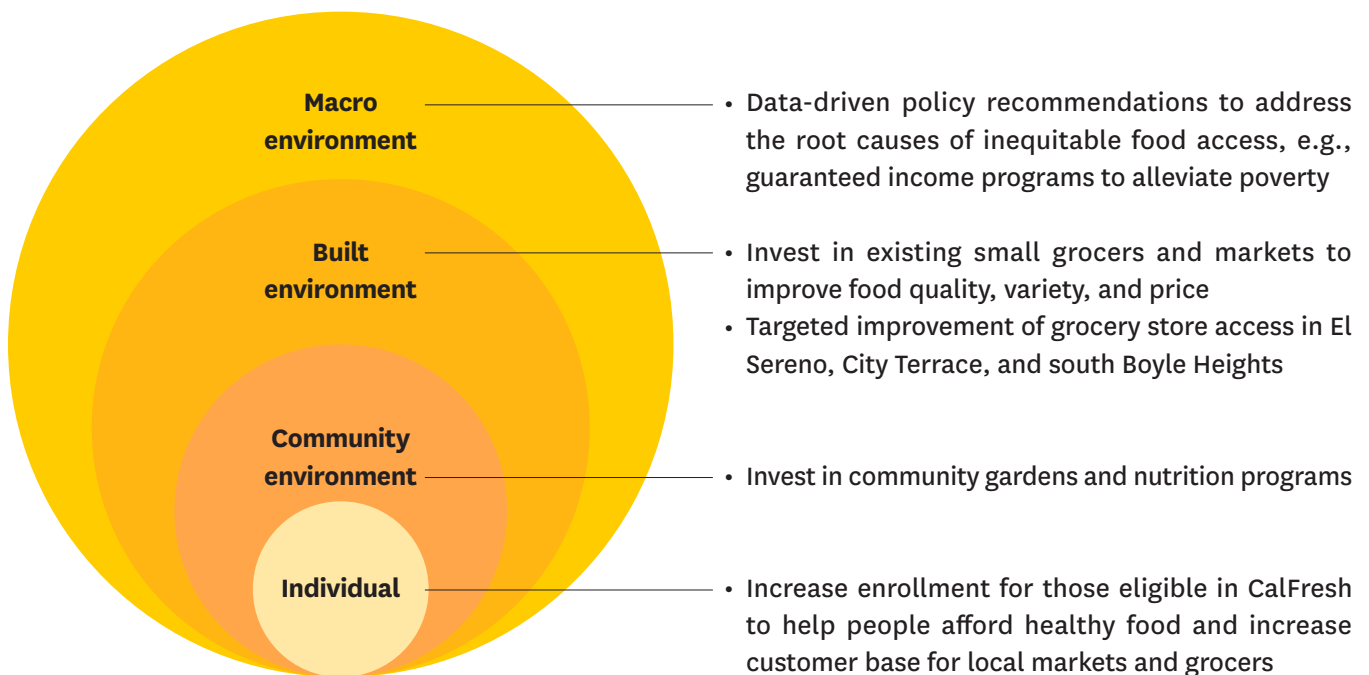 Macro
environment
• Data-driven policy recommendations to address
the root causes of inequitable food access, e.g.,
guaranteed income programs to alleviate poverty
Built
environment
• Invest in existing small grocers and markets to
improve food quality, variety, and price
• Targeted improvement of grocery store access in El
Sereno, City Terrace, and south Boyle Heights
Community
environment
• Invest in community gardens and nutrition programs
Individual
• Increase enrollment for those eligible in CalFresh
to help people afford healthy food and increase
customer base for local markets and grocers